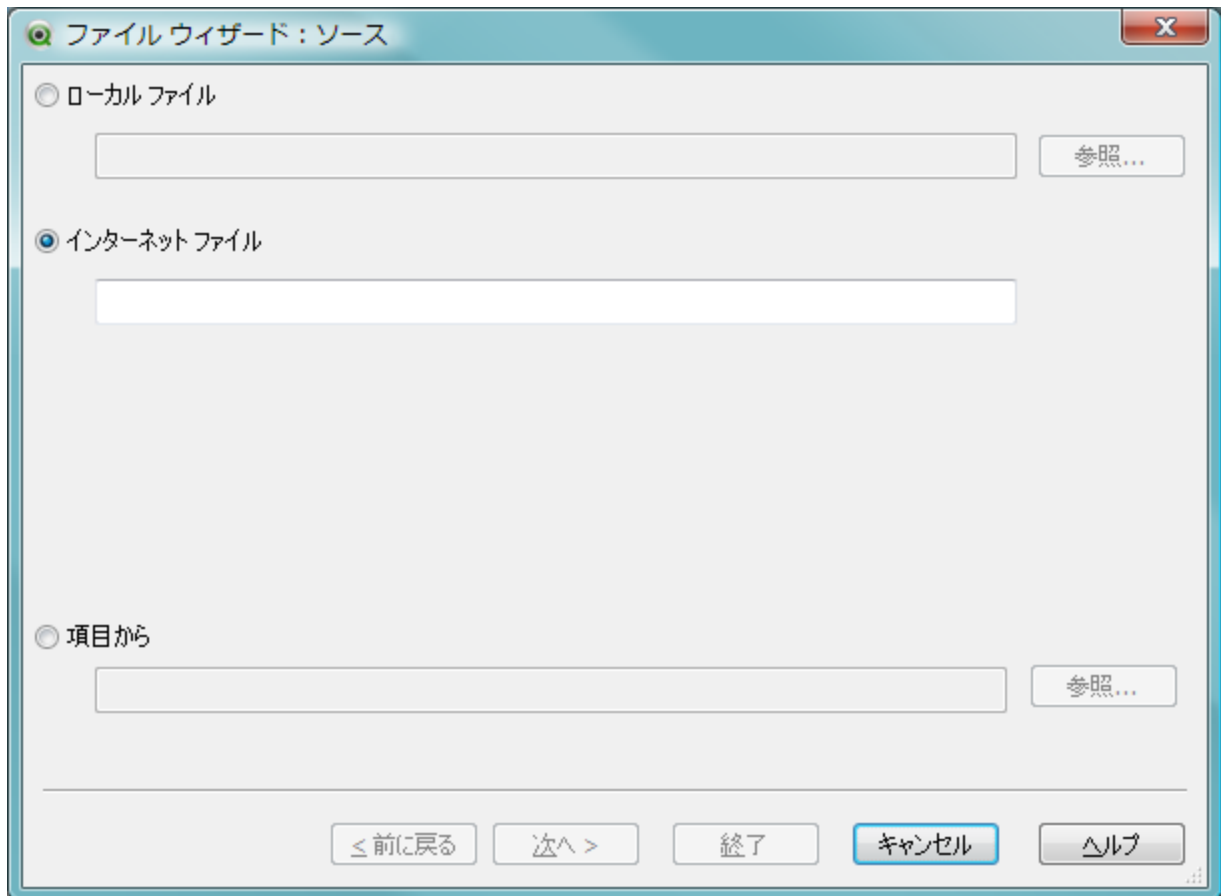 ファイル ウィザード：ソース
ローカル ファイル
参照...
インターネット ファイル
項目から
参照...
< 前に戻る 次へ > 終了 キャンセル ヘルプ